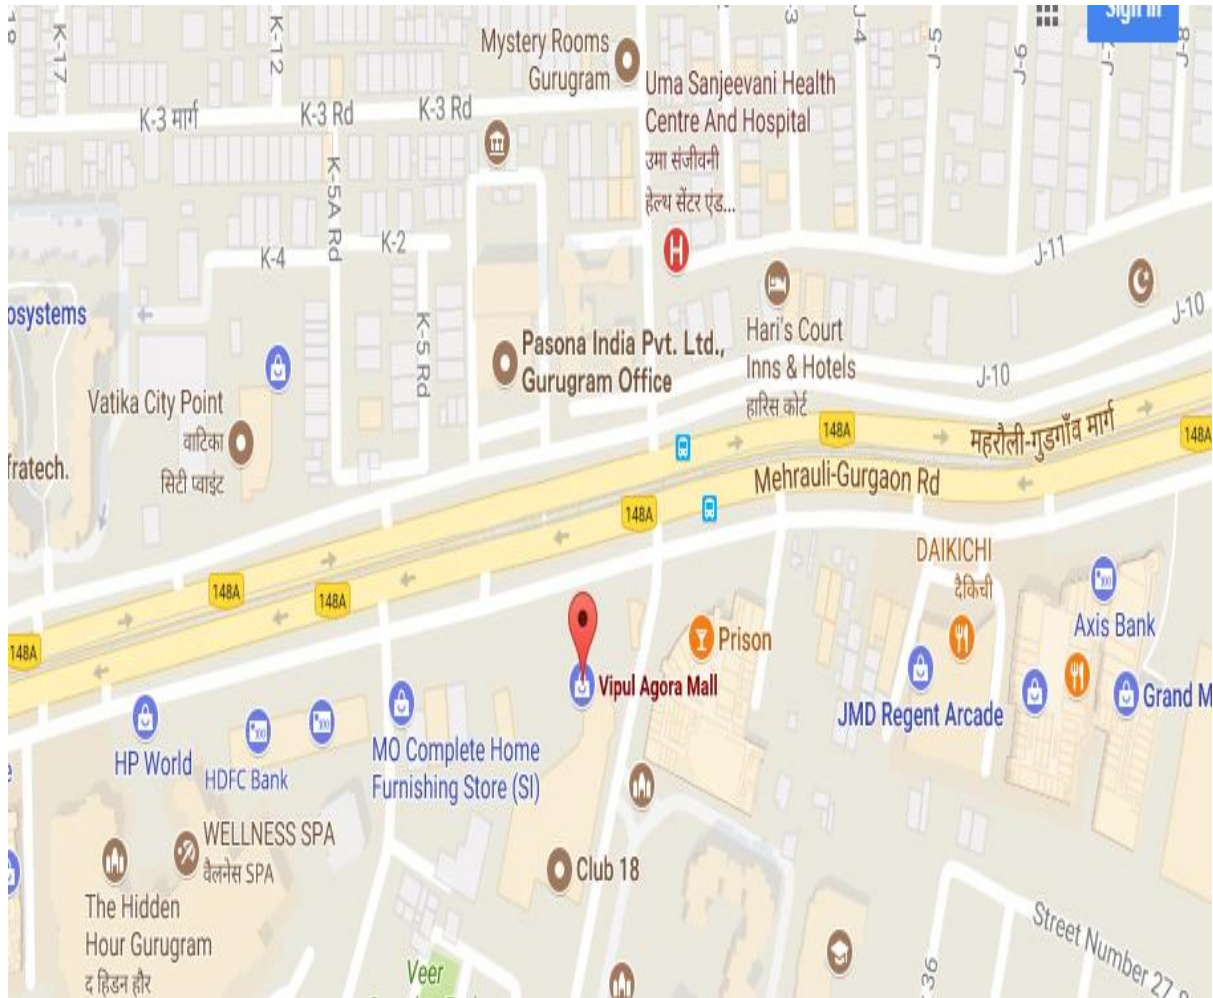 K-17
K-12
J-4
J-5
J-6
J-8
Sign in
Mystery Rooms
Gurugram
Uma Sanjeevani Health
Centre And Hospital
उमा संजीवनी
हेल्थ सेंटर एंड...
K-3 मार्ग
K-3 Rd
K-3 Rd
K-5A Rd
K-2
K-4
J-11
J-10
osystems
K-5 Rd
Pasona India Pvt. Ltd.,
Gurugram Office
Hari's Court
Inns & Hotels
हारिस कोर्ट
J-10
Vatika City Point
वाटिका
सिटी प्वाइंट
fratech.
148A
महरौली-गुडगाँव मार्ग
148A
Mehrauli-Gurgaon Rd
148A
DAIKICHI
दैकिची
148A
148A
148A
Axis Bank
Prison
Vipul Agora Mall
JMD Regent Arcade
Grand M
HP World
HDFC Bank
MO Complete Home
Furnishing Store (SI)
WELLNESS SPA
वैलनेस SPA
Club 18
The Hidden
Hour Gurugram
द हिडन हौर
Veer
Street Number 27
36